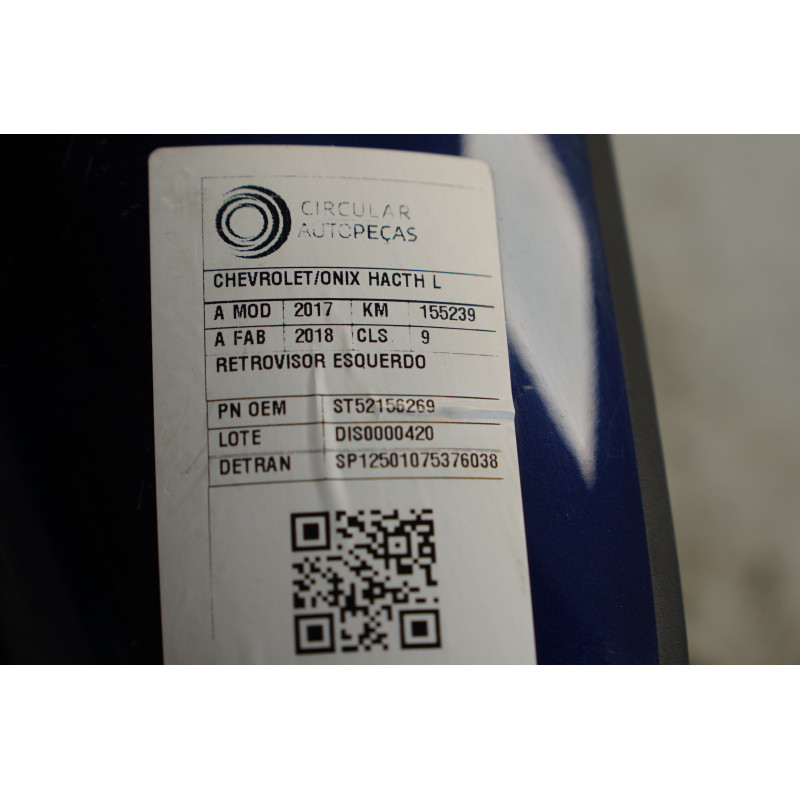 CIRCULAR
AUTOPEÇAS
CHEVROLET/ONIX HACTH L
A MOD 2017 KM 155239
A FAB 2018 CLS 9
RETROVISOR ESQUERDO
PN OEM ST52156269
LOTE DIS0000420
DETRAN SP12501075376038